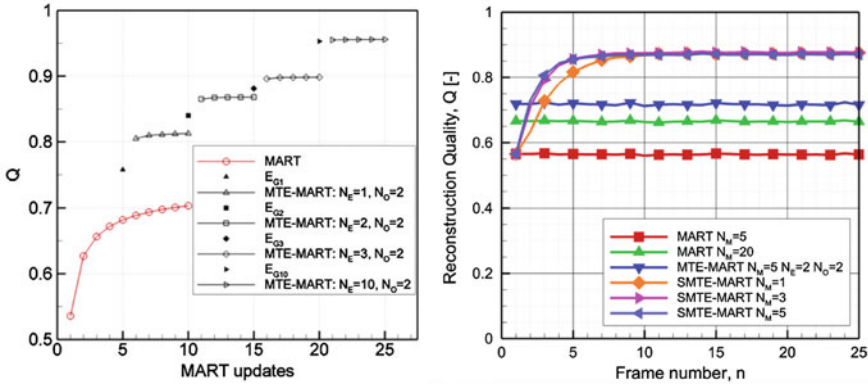 1
0.9
0.8
Q
0.7
0.6
0.5
0
5
10
15
20
25
MART updates
MART
E_G1
MTE-MART: N_E=1, N_O=2
E_G2
MTE-MART: N_E=2, N_O=2
E_G3
MTE-MART: N_E=3, N_O=2
E_G10
MTE-MART: N_E=10, N_O=2
1
0.8
0.6
0.4
0.2
0
Reconstruction Quality, Q [-]
0
5
10
15
20
25
Frame number, n
MART N_M=5
MART N_M=20
MTE-MART N_M=5 N_E=2 N_O=2
SMTE-MART N_M=1
SMTE-MART N_M=3
SMTE-MART N_M=5